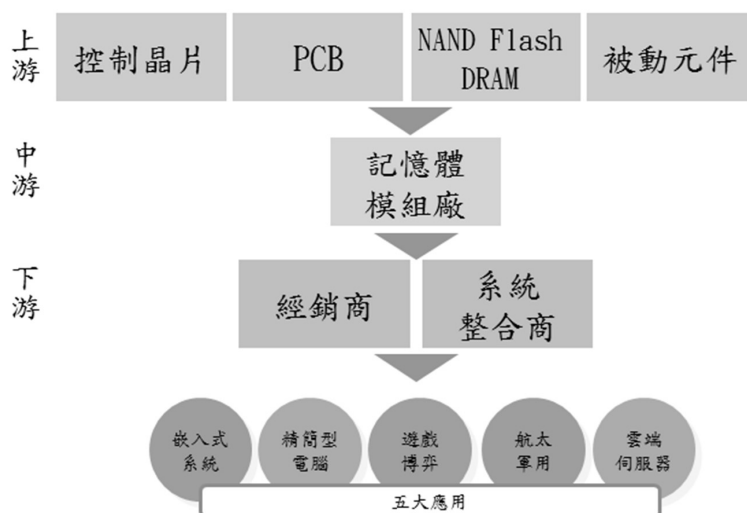 上游
控制晶片
PCB
NAND Flash
DRAM
被動元件
中游
記憶體
模組廠
下游
經銷商
系統
整合商
嵌入式
系統
精簡型
電腦
遊戲
博弈
航太
軍用
雲端
伺服器
五大應用